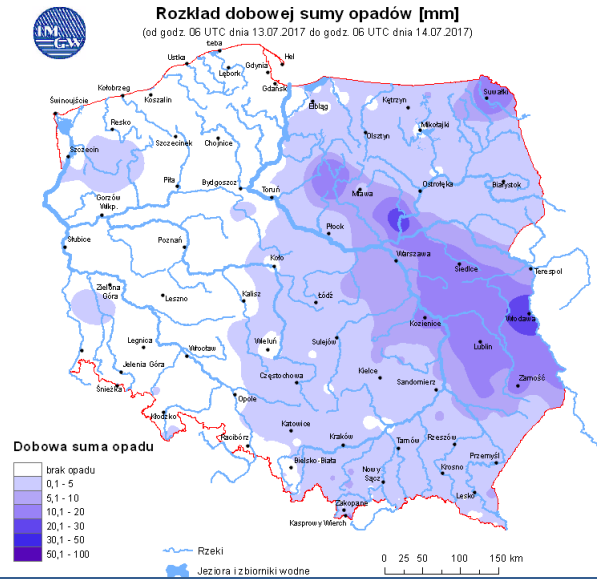 Rozkład dobowej sumy opadów [mm]
(od godz. 06 UTC dnia 13.07.2017 do godz. 06 UTC dnia 14.07.2017)
IM
GW
Łeba
Ustka
Hel
Lębork
Gdynia
Gdańsk
Kołobrzeg
Koszalin
Świnoujście
Elbląg
Kętrzyn
Suwałki
Resko
Mikołajki
Olsztyn
Szczecinek
Chojnice
Szczecin
Piła
Bydgoszcz
Toruń
Mława
Ostrołęka
Białystok
Gorzów
Wlkp.
Płock
Słubice
Poznań
Koło
Warszawa
Siedlce
Terespol
Zielona
Góra
Leszno
Kalisz
Łódź
Kozienice
Włodawa
Legnica
Wrocław
Wieluń
Sulejów
Lublin
Jelenia Góra
Śnieżka
Częstochowa
Kielce
Sandomierz
Zamość
Opole
Kłodzko
Racibórz
Katowice
Kraków
Tarnów
Rzeszów
Przemyśl
Bielsko-Biała
Nowy
Sącz
Krosno
Lesko
Zakopane
Kasprowy Wierch
Dobowa suma opadu
brak opadu
0,1 - 5
5,1 - 10
10,1 - 20
20,1 - 30
30,1 - 50
50,1 - 100
Rzeki
Jeziora i zbiorniki wodne
0 25 50 100 150 km